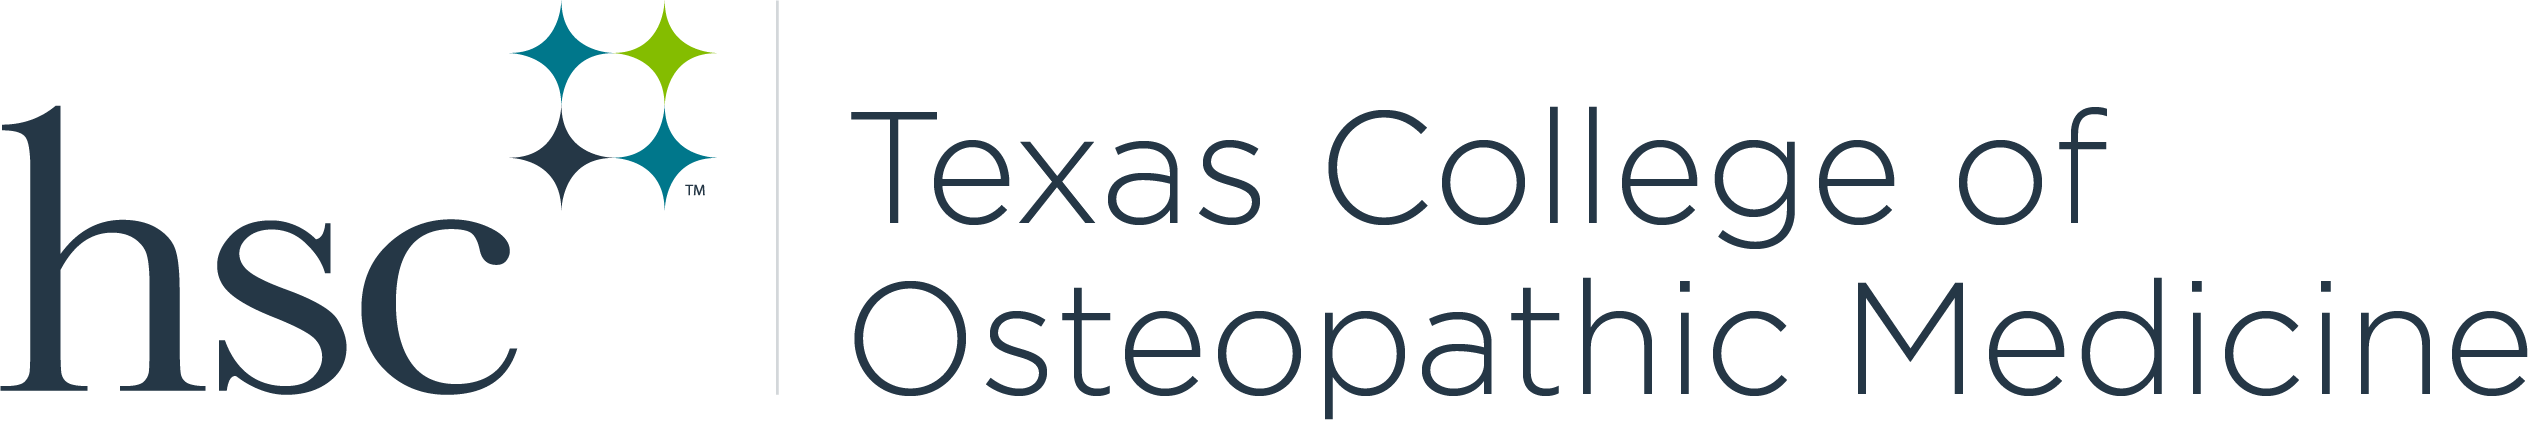 hsc™
Texas College of
Osteopathic Medicine